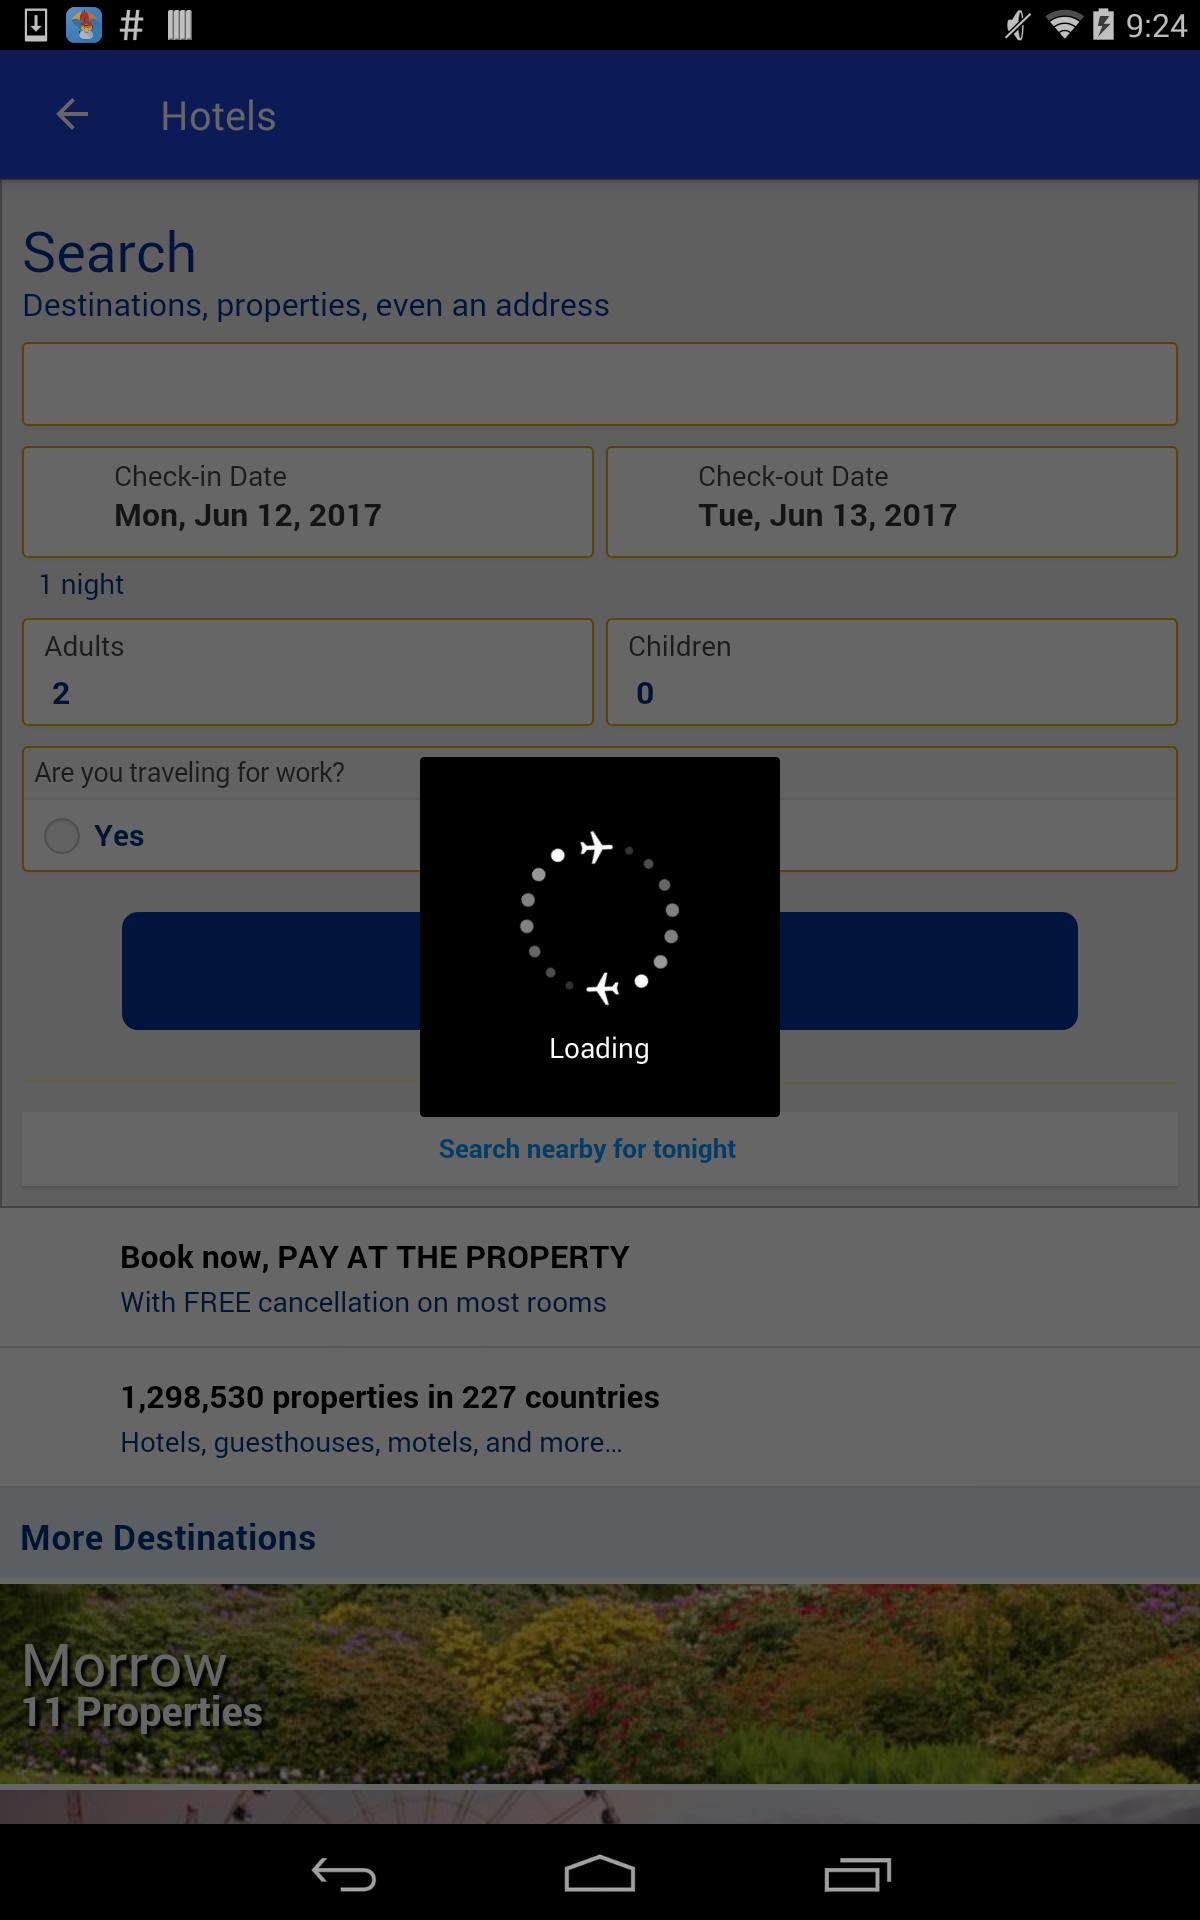 9:24
Hotels
Search
Destinations, properties, even an address
Check-in Date
Mon, Jun 12, 2017
Check-out Date
Tue, Jun 13, 2017
1 night
Adults
2
Children
0
Are you traveling for work?
Yes
Loading
Search nearby for tonight
Book now, PAY AT THE PROPERTY
With FREE cancellation on most rooms
1,298,530 properties in 227 countries
Hotels, guesthouses, motels, and more...
More Destinations
Morrow
11 Properties